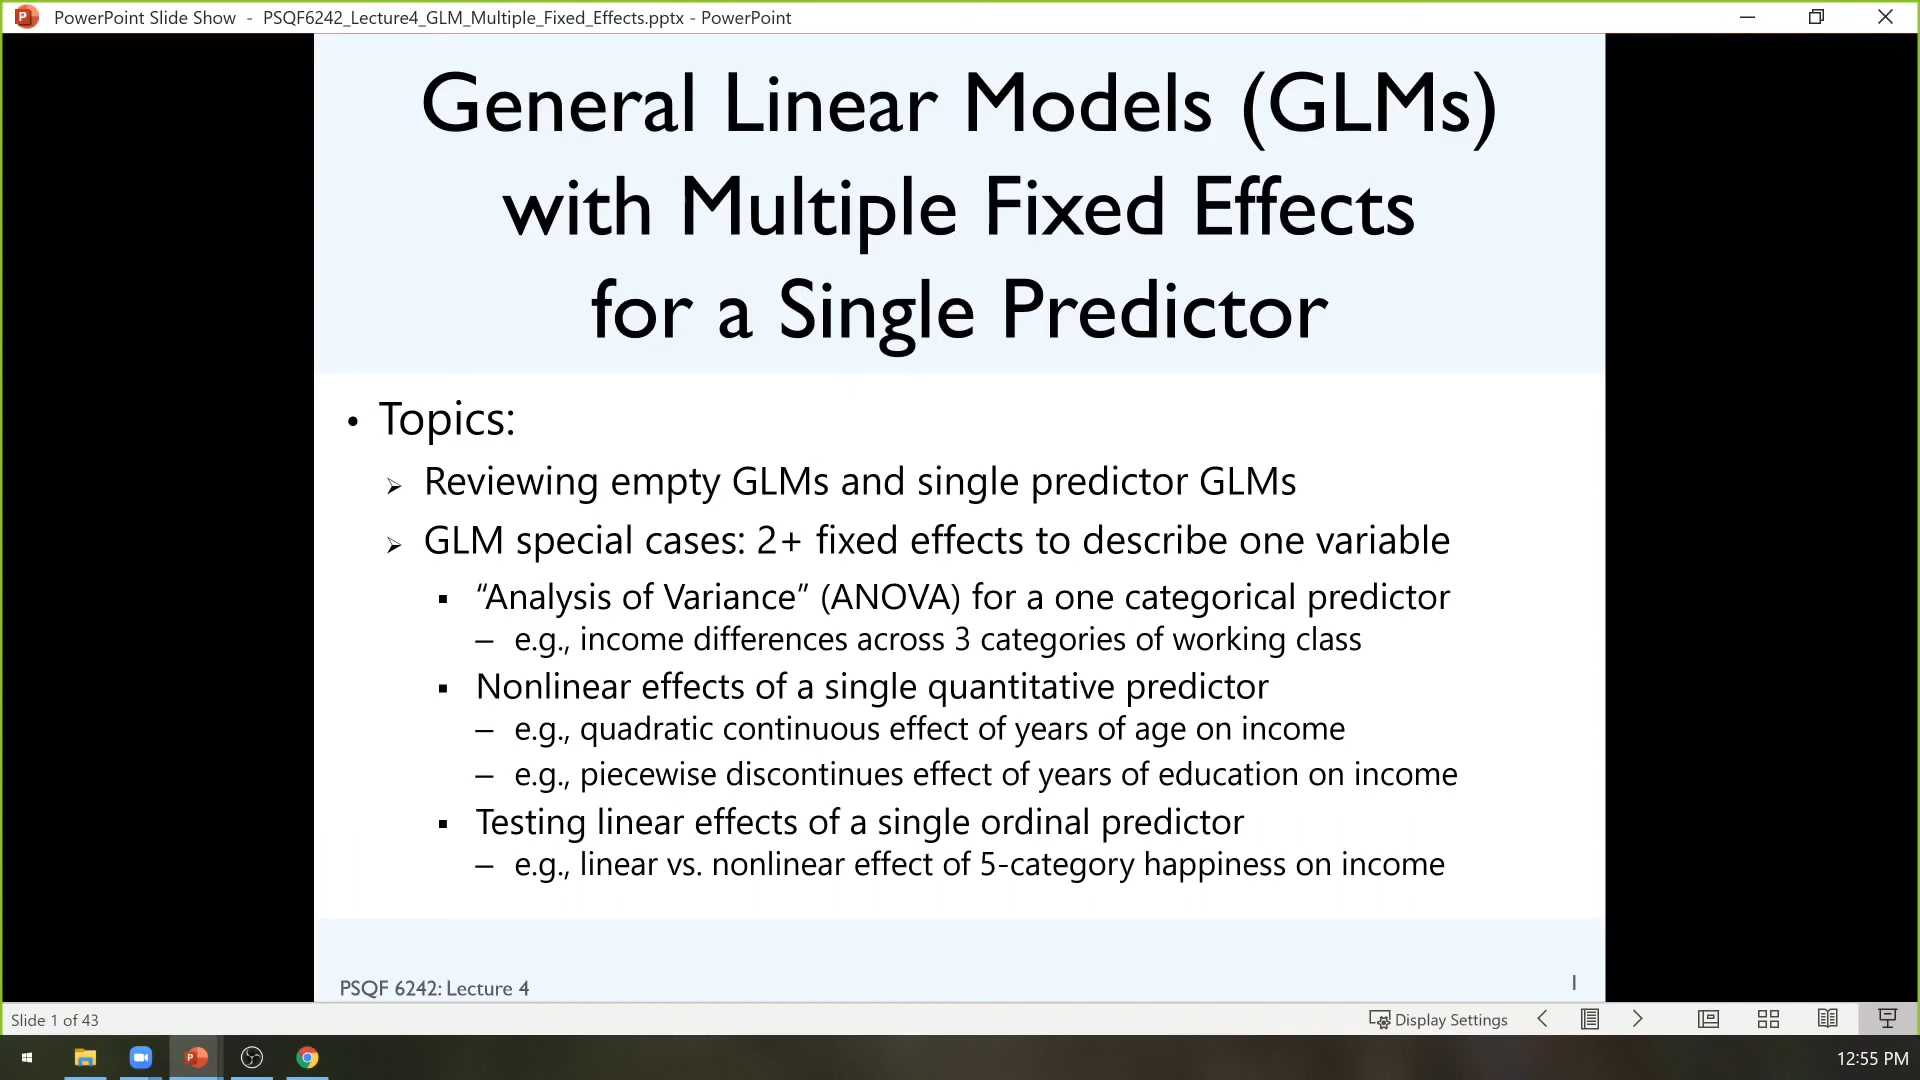 PowerPoint Slide Show - PSQF6242_Lecture4_GLM_Multiple_Fixed_Effects.pptx - PowerPoint
General Linear Models (GLMs)
with Multiple Fixed Effects
for a Single Predictor
• Topics:
➢ Reviewing empty GLMs and single predictor GLMs
➢ GLM special cases: 2+ fixed effects to describe one variable
▪ “Analysis of Variance” (ANOVA) for a one categorical predictor
– e.g., income differences across 3 categories of working class
▪ Nonlinear effects of a single quantitative predictor
– e.g., quadratic continuous effect of years of age on income
– e.g., piecewise discontinues effect of years of education on income
▪ Testing linear effects of a single ordinal predictor
– e.g., linear vs. nonlinear effect of 5-category happiness on income
PSQF 6242: Lecture 4
1
Slide 1 of 43
Display Settings
12:55 PM